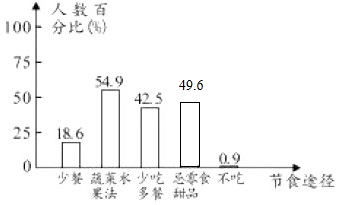 人数百
分比(%)
100
75
50
25
0
18.6
54.9
42.5
49.6
0.9
少餐 蔬菜水 少吃 忌零食 不吃 节食途径
果法 多餐 甜品